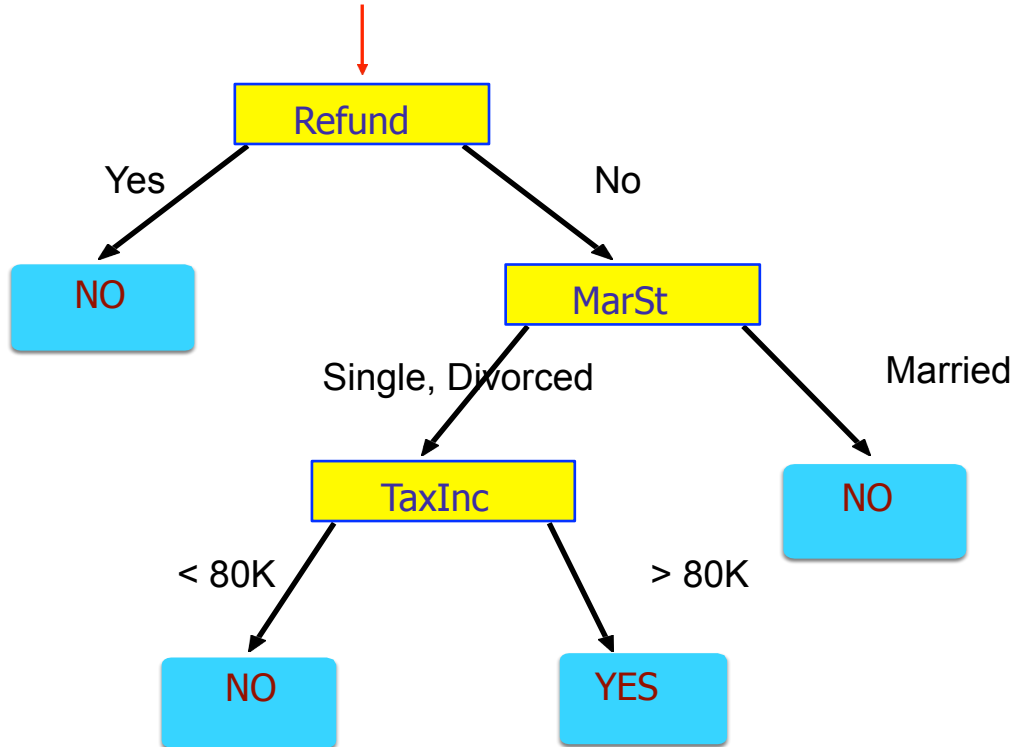 Refund
Yes
No
NO
MarSt
Single, Divorced
Married
TaxInc
NO
< 80K
> 80K
NO
YES